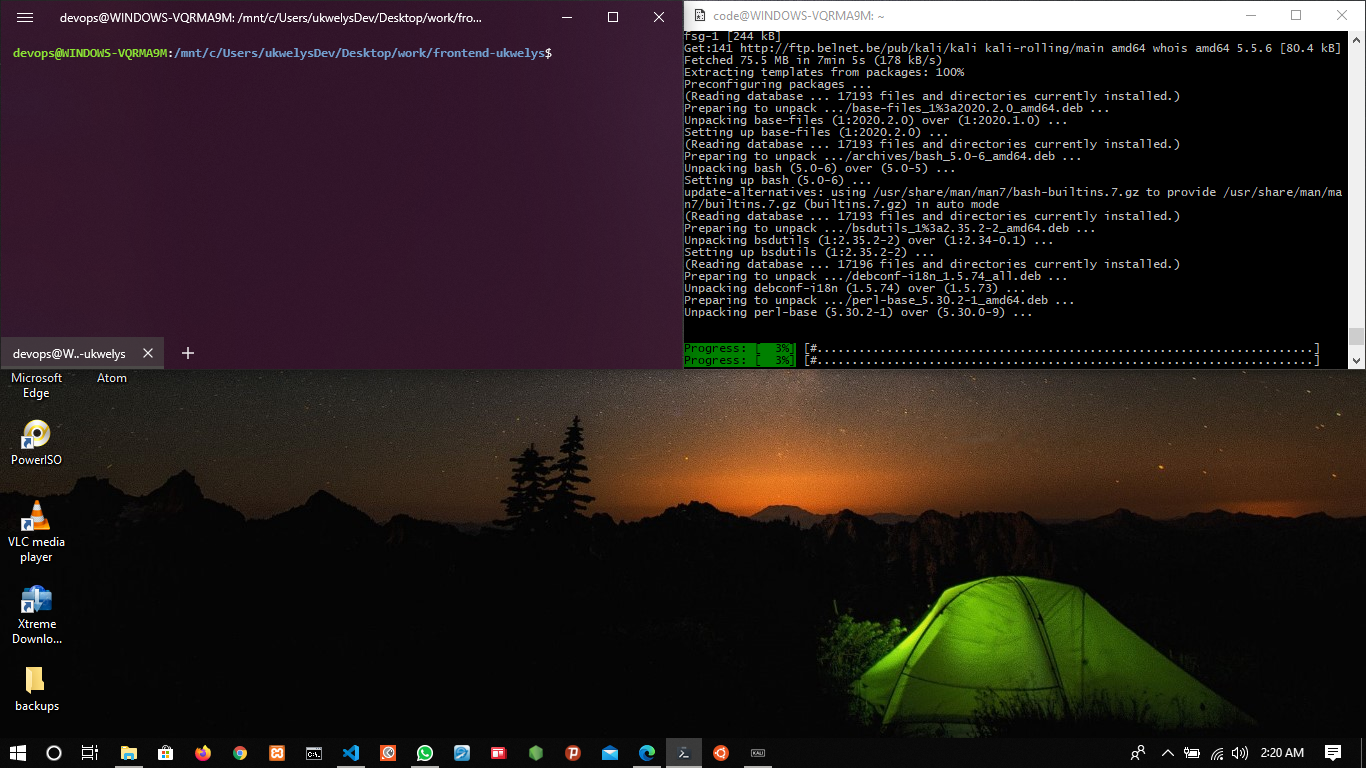 devops@WINDOWS-VQRMA9M: /mnt/c/Users/ukwelysDev/Desktop/work/fro...
devops@WINDOWS-VQRMA9M:/mnt/c/Users/ukwelysDev/Desktop/work/frontend-ukwelys$
devops@W..-ukwelys
code@WINDOWS-VQRMA9M: ~
fsg-1 [244 kB]
Get:141 http://ftp.belnet.be/pub/kali/kali kali-rolling/main amd64 whois amd64 5.5.6 [80.4 kB]
Fetched 75.5 MB in 7min 5s (178 kB/s)
Extracting templates from packages: 100%
Preconfiguring packages ...
(Reading database ... 17193 files and directories currently installed.)
Preparing to unpack .../base-files_1%3a2020.2.0_amd64.deb ...
Unpacking base-files (1:2020.2.0) over (1:2020.1.0) ...
Setting up base-files (1:2020.2.0) ...
(Reading database ... 17193 files and directories currently installed.)
Preparing to unpack .../archives/bash_5.0-6_amd64.deb ...
Unpacking bash (5.0-6) over (5.0-5) ...
Setting up bash (5.0-6) ...
update-alternatives: using /usr/share/man/man7/bash-builtins.7.gz to provide /usr/share/man/ma
n7/builtins.7.gz (builtins.7.gz) in auto mode
(Reading database ... 17193 files and directories currently installed.)
Preparing to unpack .../bsdutils_1%3a2.35.2-2_amd64.deb ...
Unpacking bsdutils (1:2.35.2-2) over (1:2.34-0.1) ...
Setting up bsdutils (1:2.35.2-2) ...
(Reading database ... 17196 files and directories currently installed.)
Preparing to unpack .../debconf-i18n_1.5.74_all.deb ...
Unpacking debconf-i18n (1.5.74) over (1.5.73) ...
Preparing to unpack .../perl-base_5.30.2-1_amd64.deb ...
Unpacking perl-base (5.30.2-1) over (5.30.0-9) ...
Progress: [  3%] [#.......................................................................]
Progress: [  3%] [#.......................................................................]
Microsoft
Edge
Atom
PowerISO
VLC media
player
Xtreme
Downlo...
backups
2:20 AM